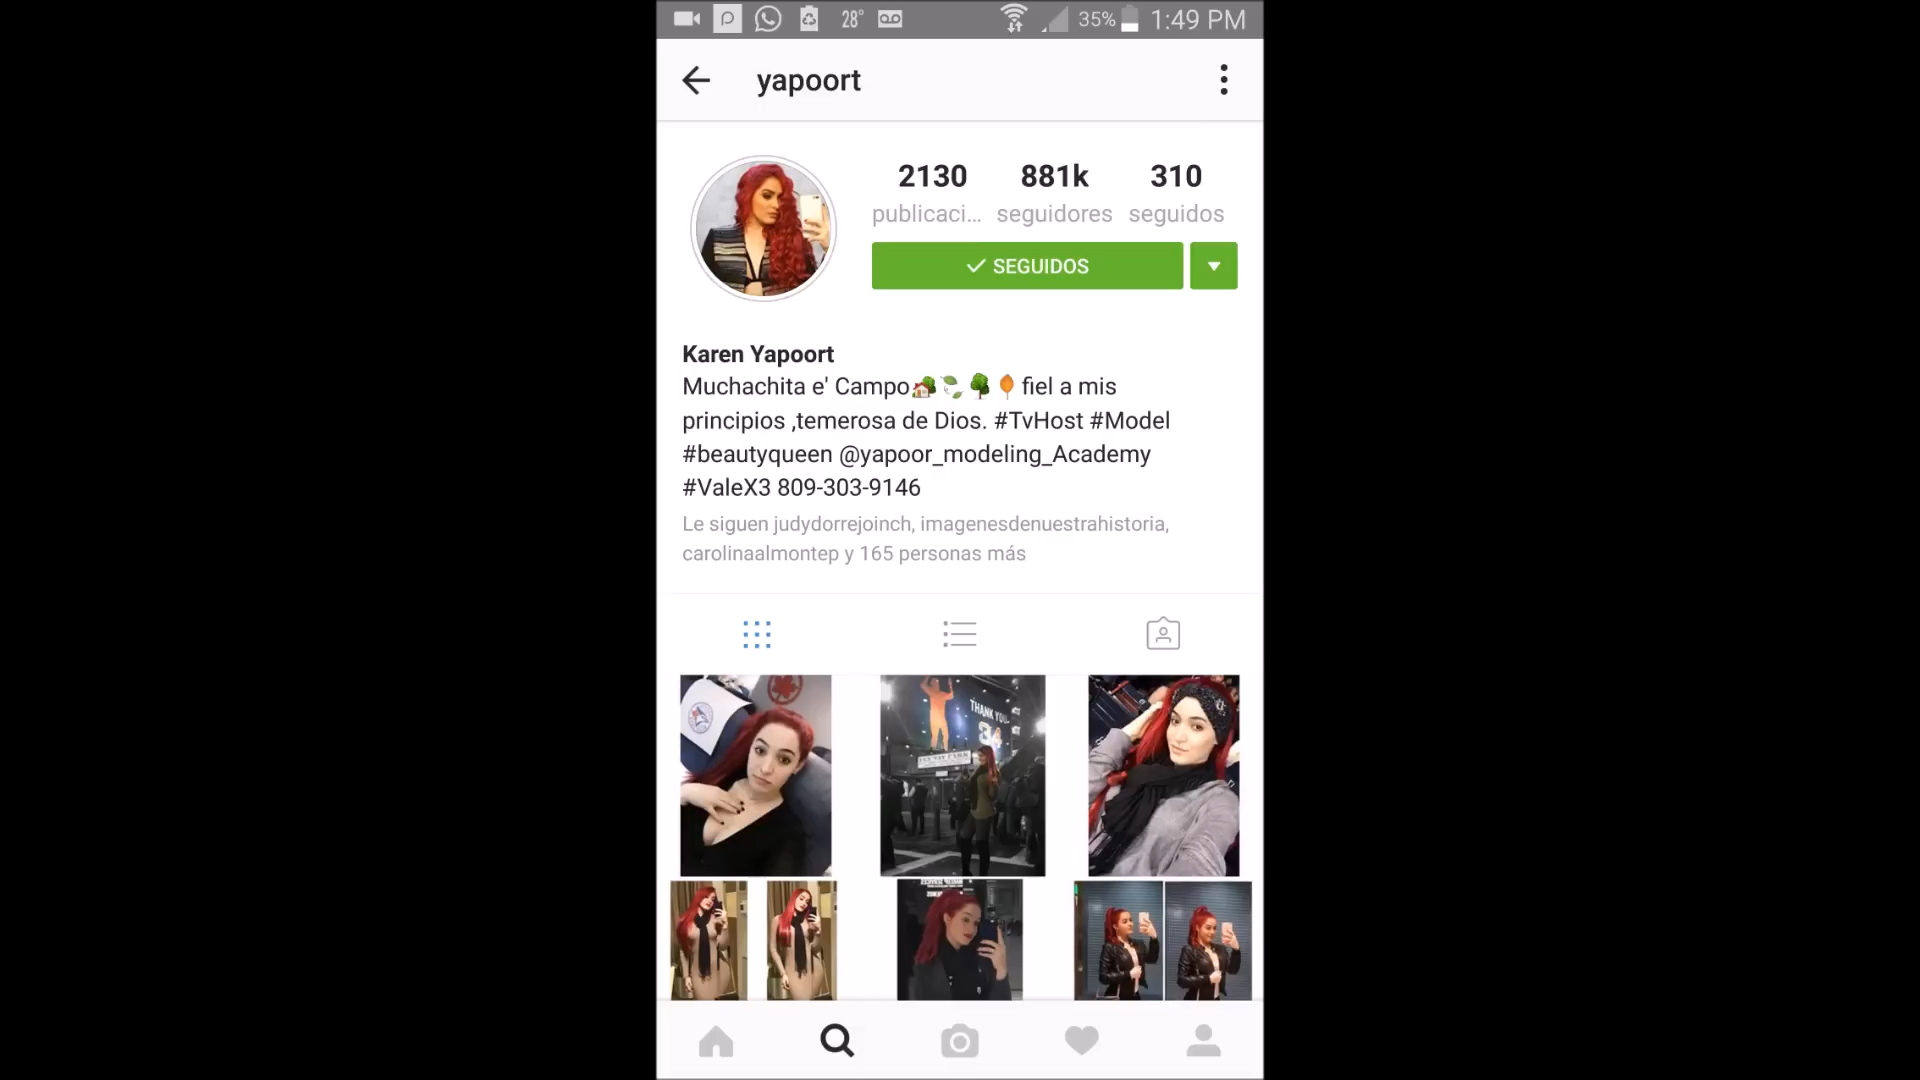 28°
35%
1:49 PM
yapoort
2130
881k
310
publicaci...
seguidores
seguidos
SEGUIDOS
Karen Yapoort
Muchachita e' Campo🏡🍃🌳🍂fiel a mis
principios ,temerosa de Dios. #TvHost #Model
#beautyqueen @yapoor_modeling_Academy
#ValeX3 809-303-9146
Le siguen judydorrejoinch, imagenesdenuestrahistoria,
carolinaalmontep y 165 personas más
THANK YOU
34